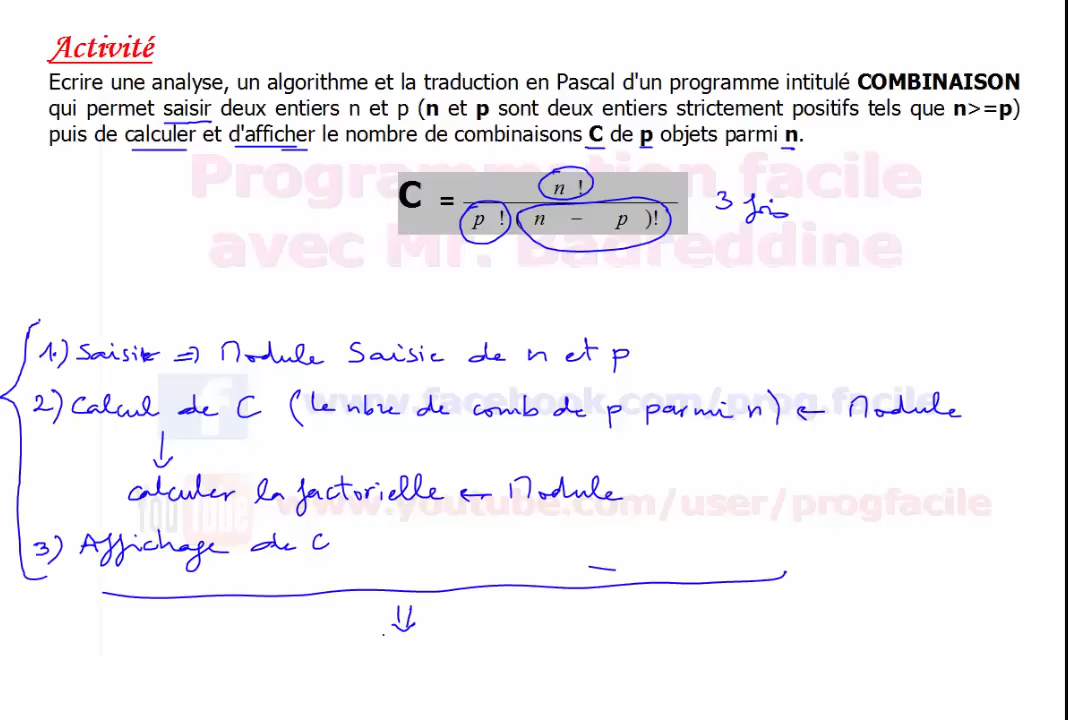 Activité
Ecrire une analyse, un algorithme et la traduction en Pascal d'un programme intitulé COMBINAISON
qui permet saisir deux entiers n et p (n et p sont deux entiers strictement positifs tels que n>=p)
puis de calculer et d'afficher le nombre de combinaisons C de p objets parmi n.
Programmation facile
C = n ! / p ! ( n - p )!
3 fois
avec Mr. Badreddine
1.) Saisie => Module Saisie de n et p
www.facebook.com/prog.facile
2) Calcul de C (le nbre de comb de p parmi n) ← Module
↓
calculer la factorielle ← Module
YouTube www.youtube.com/user/progfacile
3) Affichage de C
⇓